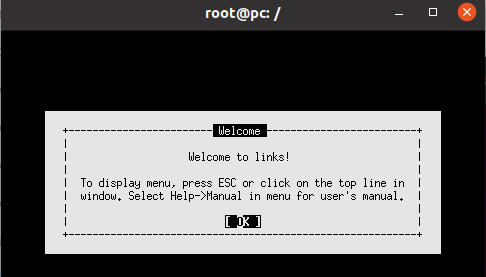 root@pc: /
Welcome
Welcome to links!
To display menu, press ESC or click on the top line in
window. Select Help->Manual in menu for user's manual.
[ OK ]